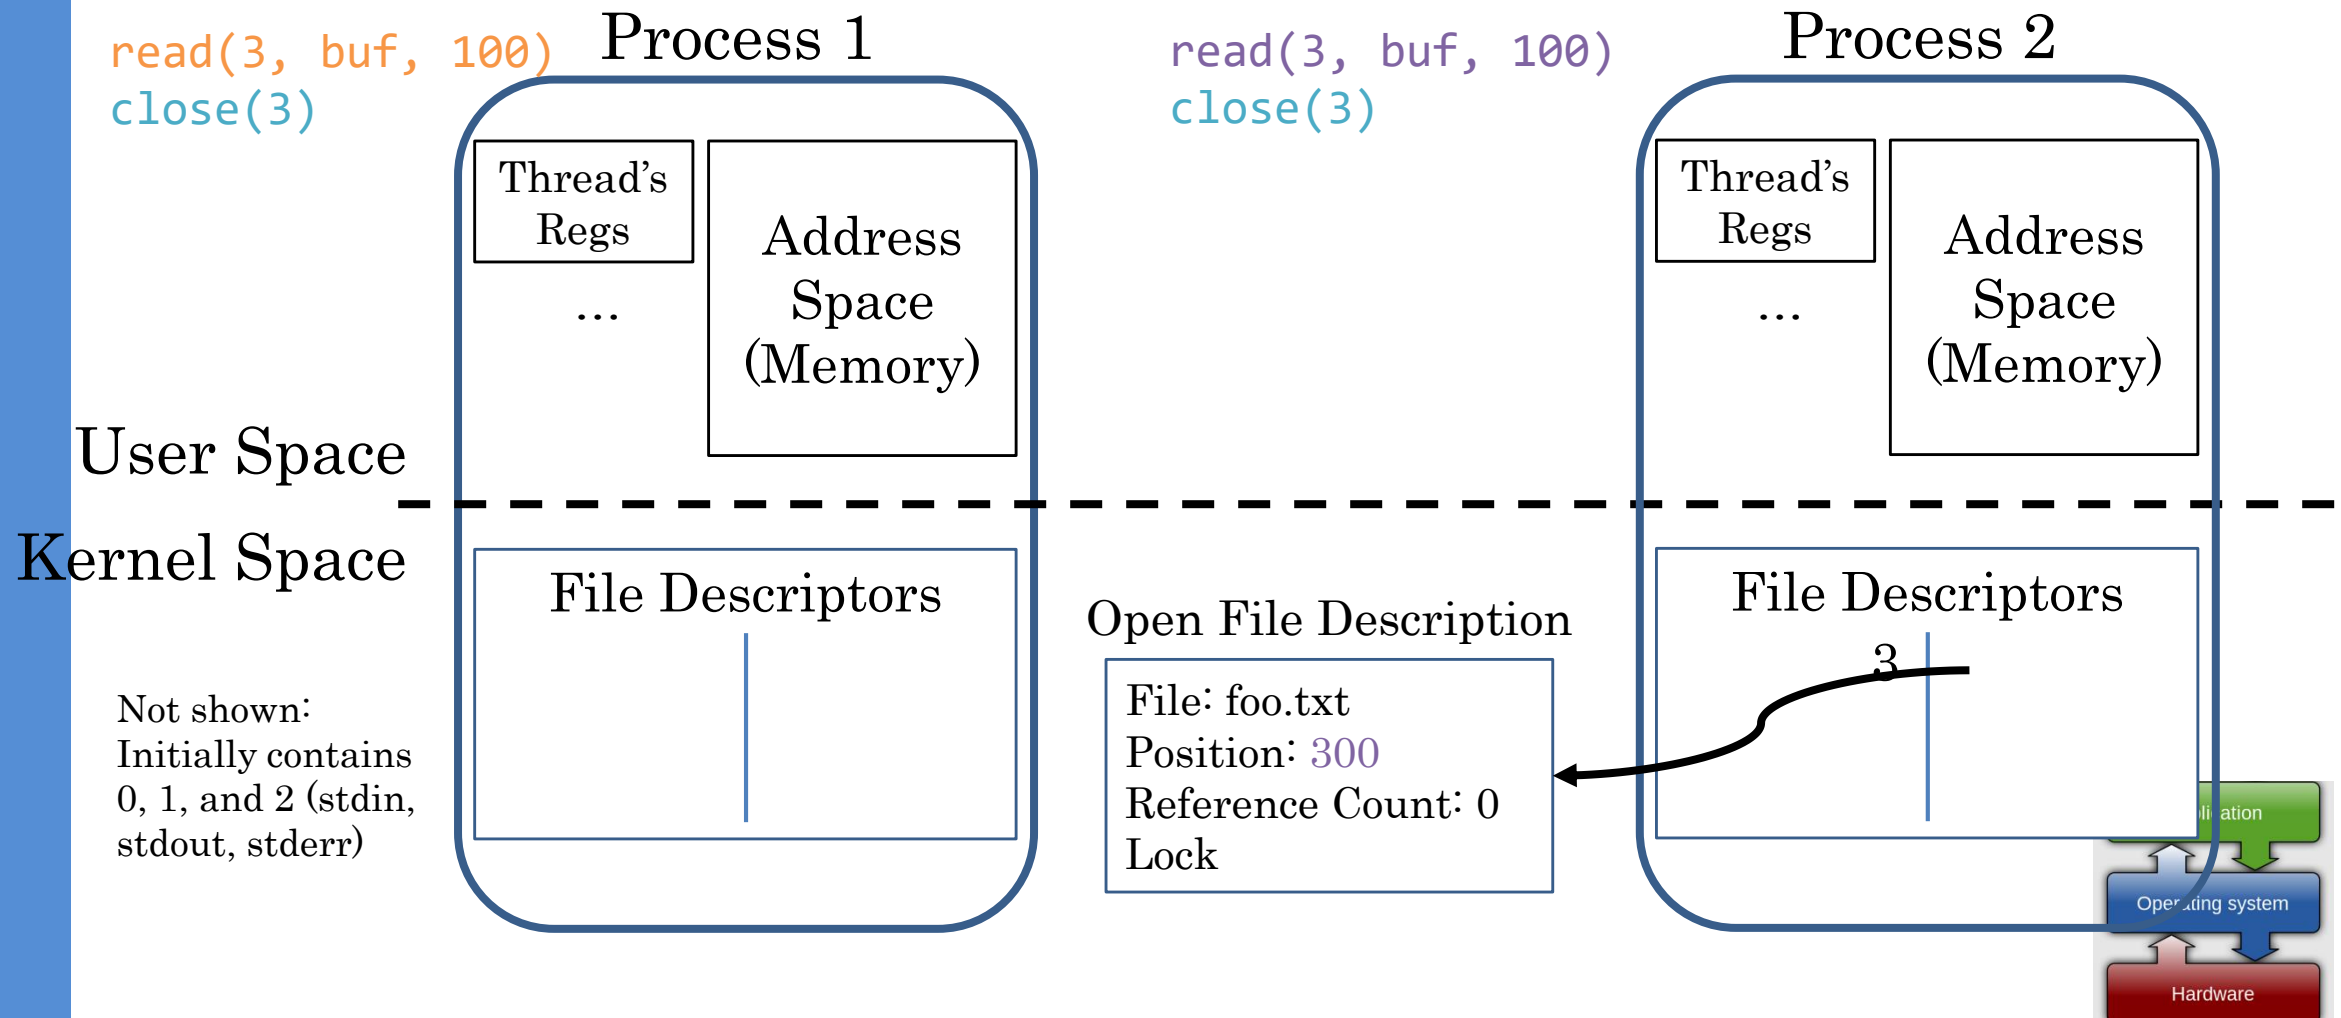 read(3, buf, 100)
close(3)
Process 1
Thread's
Regs
...
Address
Space
(Memory)
read(3, buf, 100)
close(3)
Process 2
Thread's
Regs
...
Address
Space
(Memory)
User Space
Kernel Space
Not shown:
Initially contains
0, 1, and 2 (stdin,
stdout, stderr)
File Descriptors
Open File Description
File: foo.txt
Position: 300
Reference Count: 0
Lock
File Descriptors
3
Operating system
Hardware